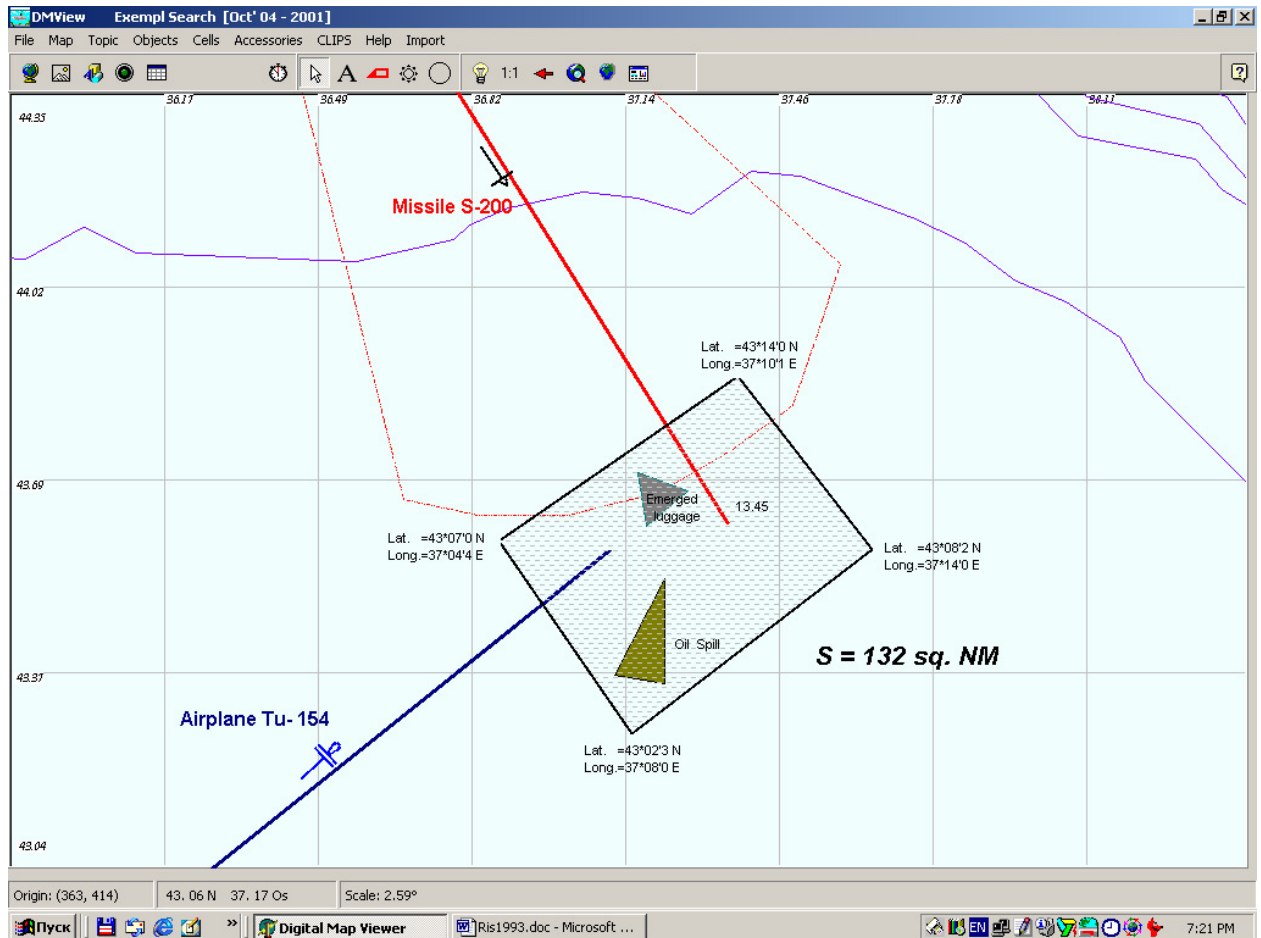 DMView Exempl Search [Oct' 04 - 2001]
File Map Topic Objects Cells Accessories CLIPS Help Import
A 1:1
36.17 36.49 36.82 37.14 37.46 37.78 38.11
44.35
Missile S-200
44.02
Lat. =43*14'0 N
Long.=37*10'1 E
43.69
Emerged
luggage
13.45
Lat. =43*07'0 N
Long.=37*04'4 E
Lat. =43*08'2 N
Long.=37*14'0 E
Oil Spill
S = 132 sq. NM
43.37
Airplane Tu- 154
Lat. =43*02'3 N
Long.=37*08'0 E
43.04
Origin: (363, 414) 43. 06 N 37. 17 Os Scale: 2.59°
Пуск » Digital Map Viewer Ris1993.doc - Microsoft ... EN 7:21 PM